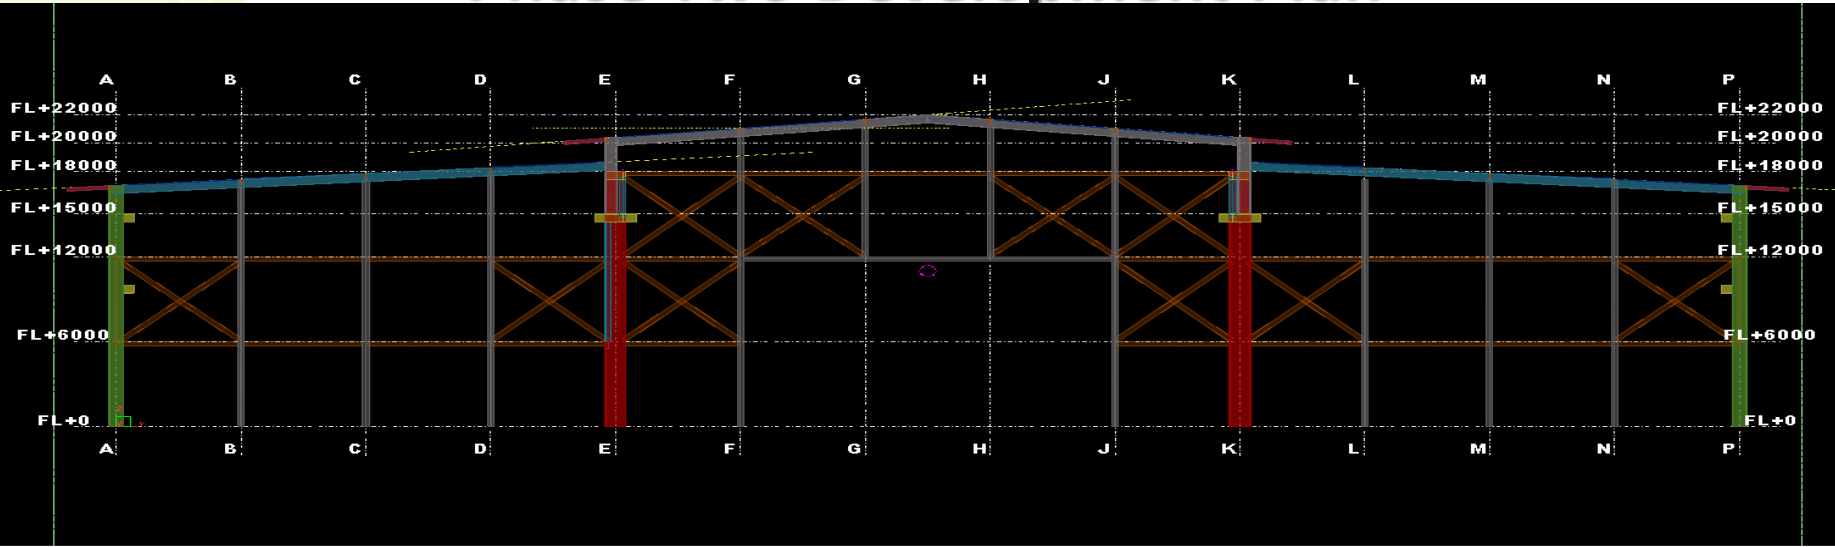 A B C D E F G H J K L M N P
FL+22000 FL+22000
FL+20000 FL+20000
FL+18000 FL+18000
FL+15000 FL+15000
FL+12000 FL+12000
FL+6000 FL+6000
FL+0 FL+0
A B C D E F G H J K L M N P